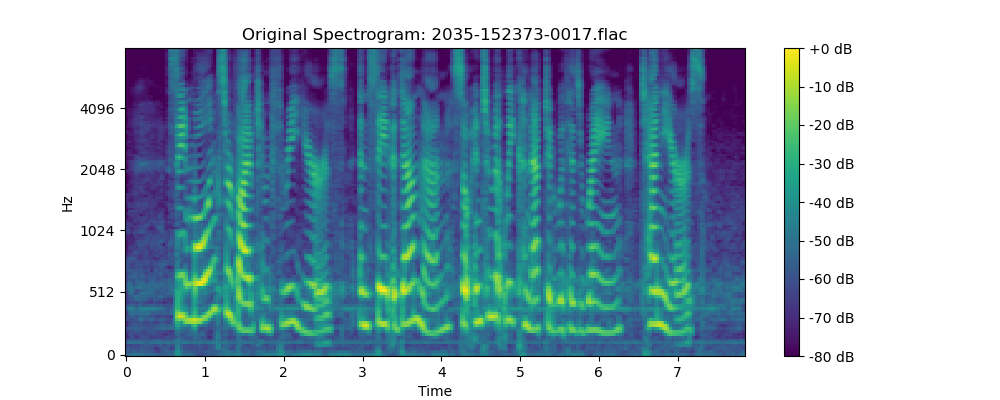 Original Spectrogram: 2035-152373-0017.flac
Hz
4096
2048
1024
512
0
0 1 2 3 4 5 6 7
Time
+0 dB
-10 dB
-20 dB
-30 dB
-40 dB
-50 dB
-60 dB
-70 dB
-80 dB